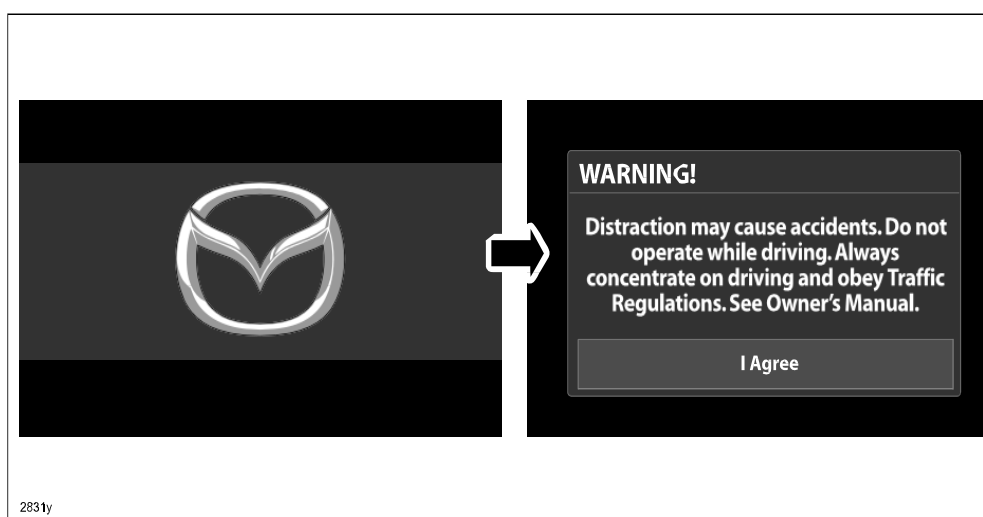 WARNING!
Distraction may cause accidents. Do not
operate while driving. Always
concentrate on driving and obey Traffic
Regulations. See Owner's Manual.
I Agree
2831y